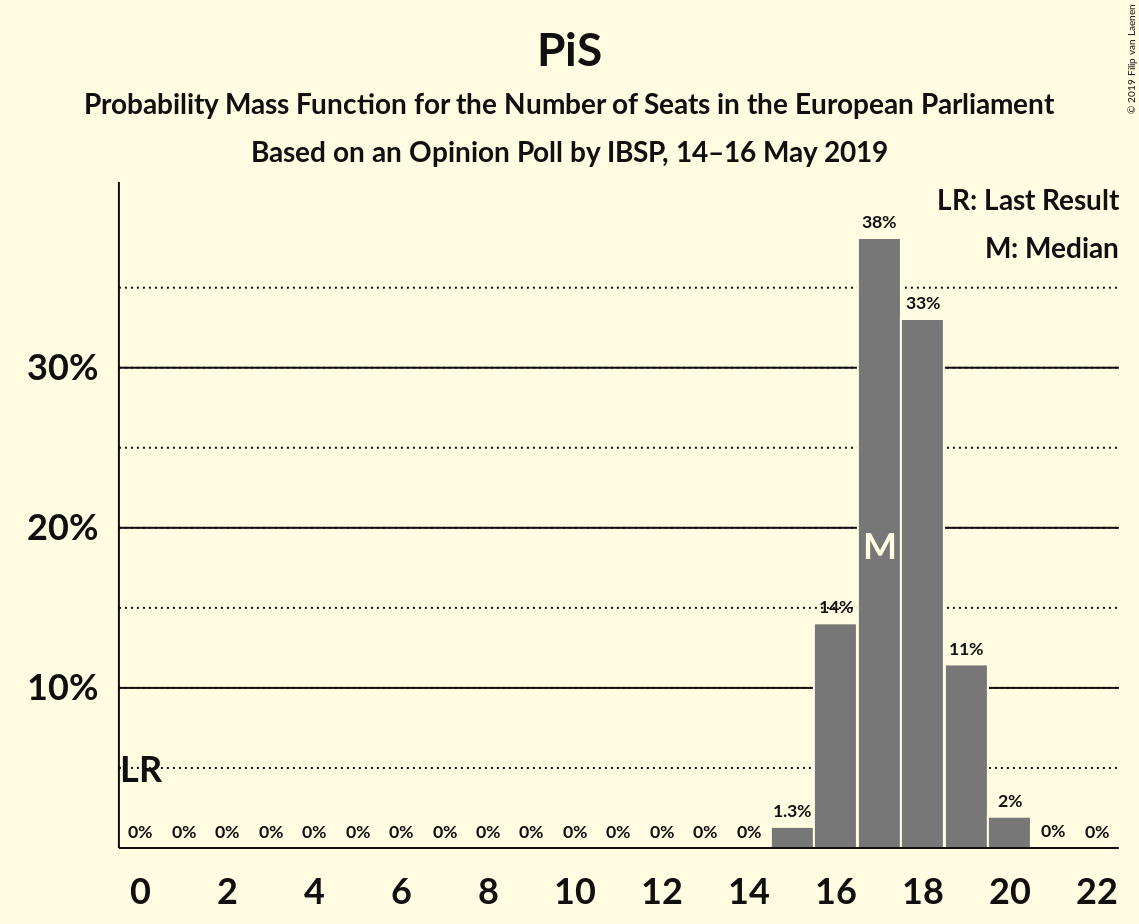 PiS
Probability Mass Function for the Number of Seats in the European Parliament
Based on an Opinion Poll by IBSP, 14–16 May 2019
© 2019 Filip van Laenen
LR: Last Result
M: Median
38%
33%
30%
20%
M
14%
11%
10%
LR
1.3%
2%
0% 0% 0% 0% 0% 0% 0% 0% 0% 0% 0% 0% 0% 0% 0% 0% 0%
0 2 4 6 8 10 12 14 16 18 20 22